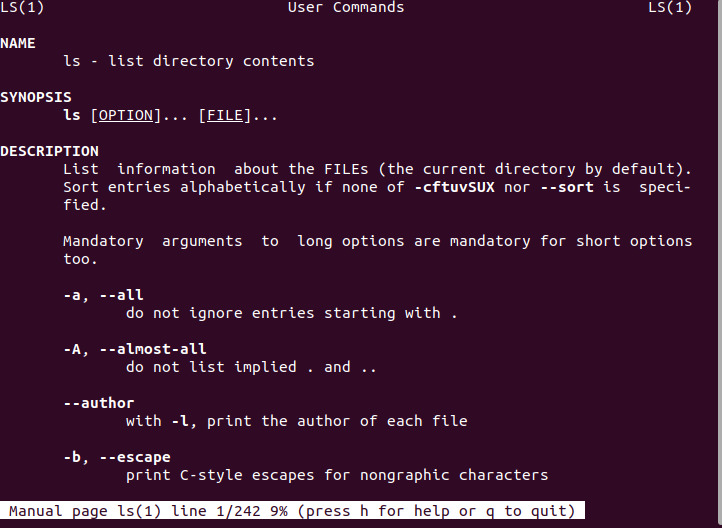 LS(1) User Commands LS(1)
NAME
ls - list directory contents
SYNOPSIS
ls [OPTION]... [FILE]...
DESCRIPTION
List information about the FILEs (the current directory by default).
Sort entries alphabetically if none of -cftuvSUX nor --sort is speci-
fied.
Mandatory arguments to long options are mandatory for short options
too.
-a, --all
do not ignore entries starting with .
-A, --almost-all
do not list implied . and ..
--author
with -l, print the author of each file
-b, --escape
print C-style escapes for nongraphic characters
Manual page ls(1) line 1/242 9% (press h for help or q to quit)